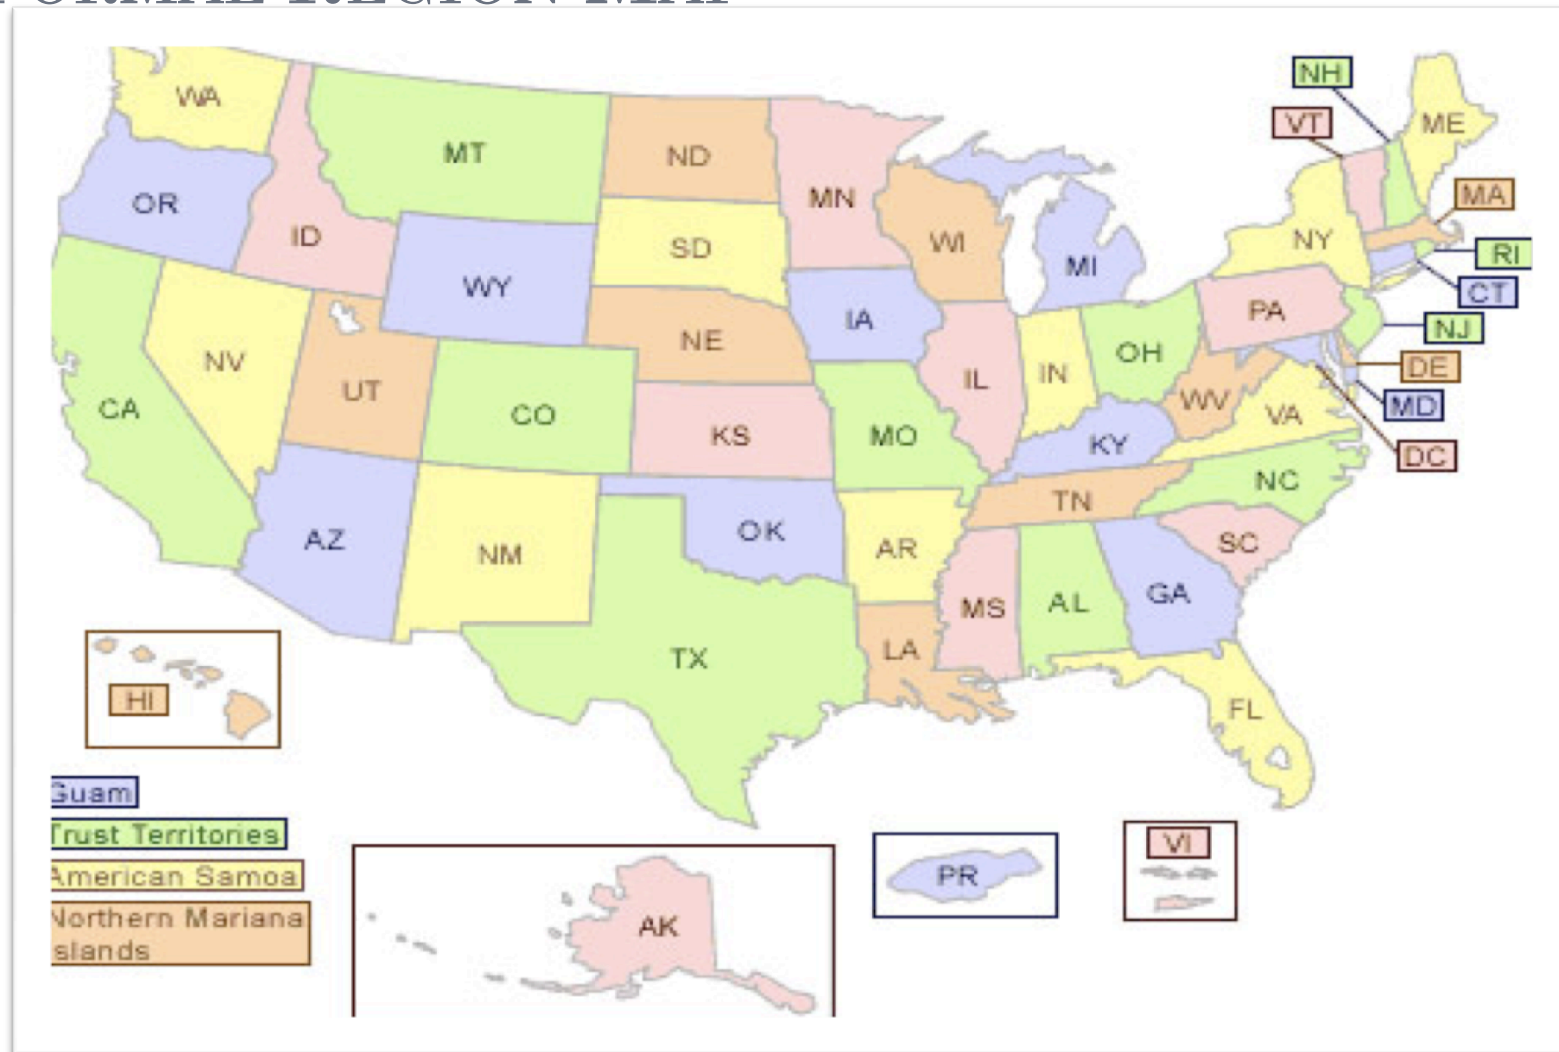 FORMAL REGION MAP
WA
MT
ND
MN
OR
ID
WY
SD
WI
MI
NH
VT
ME
MA
NY
RI
CT
PA
NJ
DE
MD
DC
CA
NV
UT
CO
NE
KS
IA
MO
IL
IN
OH
KY
WV
VA
AZ
NM
OK
AR
TN
NC
SC
TX
LA
MS
AL
GA
FL
HI
Guam
Trust Territories
American Samoa
Northern Mariana
slands
AK
PR
VI